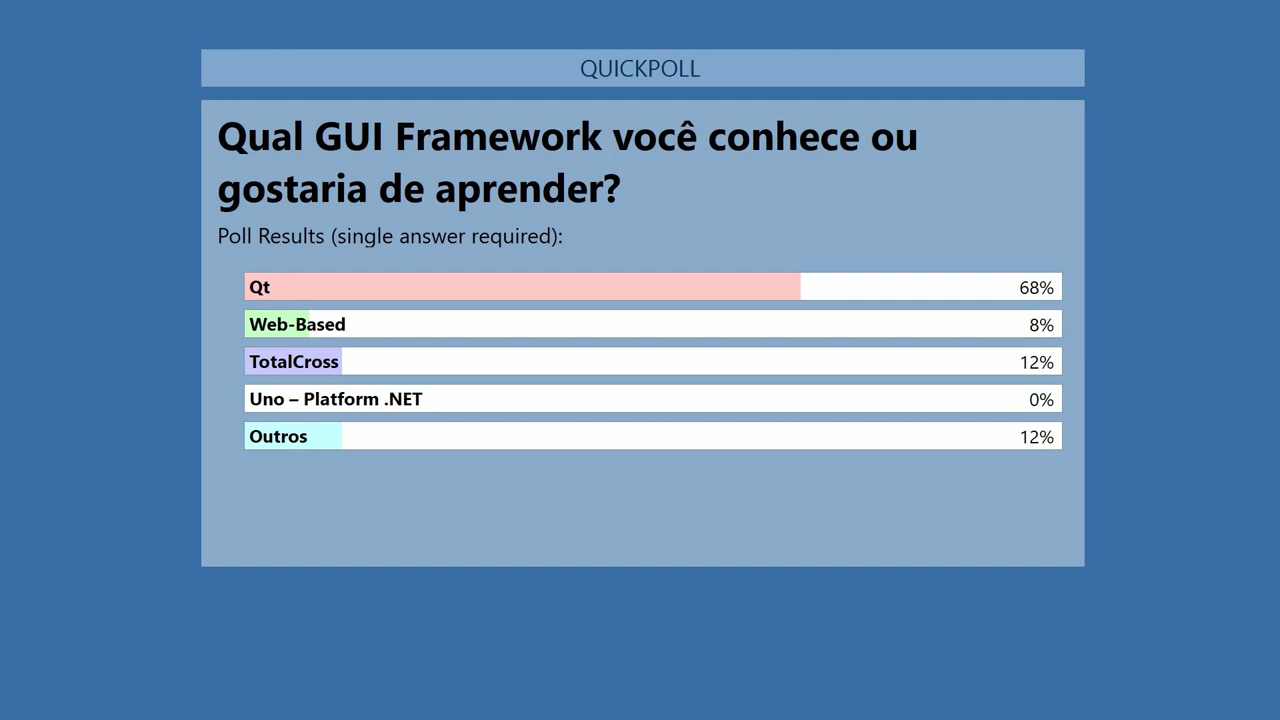 QUICKPOLL
Qual GUI Framework você conhece ou
gostaria de aprender?
Poll Results (single answer required):
Qt 68%
Web-Based 8%
TotalCross 12%
Uno – Platform .NET 0%
Outros 12%